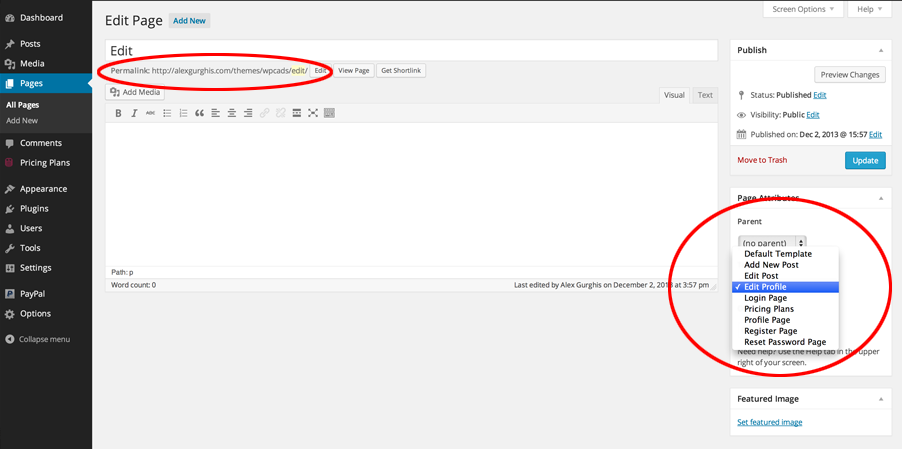 Dashboard
Posts
Media
Pages
All Pages
Add New
Comments
Pricing Plans
Appearance
Plugins
Users
Tools
Settings
PayPal
Options
Collapse menu
Screen Options
Help
Edit Page Add New
Edit
Permalink: http://alexgurghis.com/themes/wpcads/edit/ Edit View Page Get Shortlink
Add Media
Visual Text
B I ABC
Path: p
Word count: 0
Last edited by Alex Gurghis on December 2, 2013 at 3:57 pm
Publish
Preview Changes
Status: Published Edit
Visibility: Public Edit
Published on: Dec 2, 2013 @ 15:57 Edit
Move to Trash Update
Page Attributes
Parent
(no parent)
Default Template
Add New Post
Edit Post
✓ Edit Profile
Login Page
Pricing Plans
Profile Page
Register Page
Reset Password Page
Need help? Use the Help tab in the upper
right of your screen.
Featured Image
Set featured image